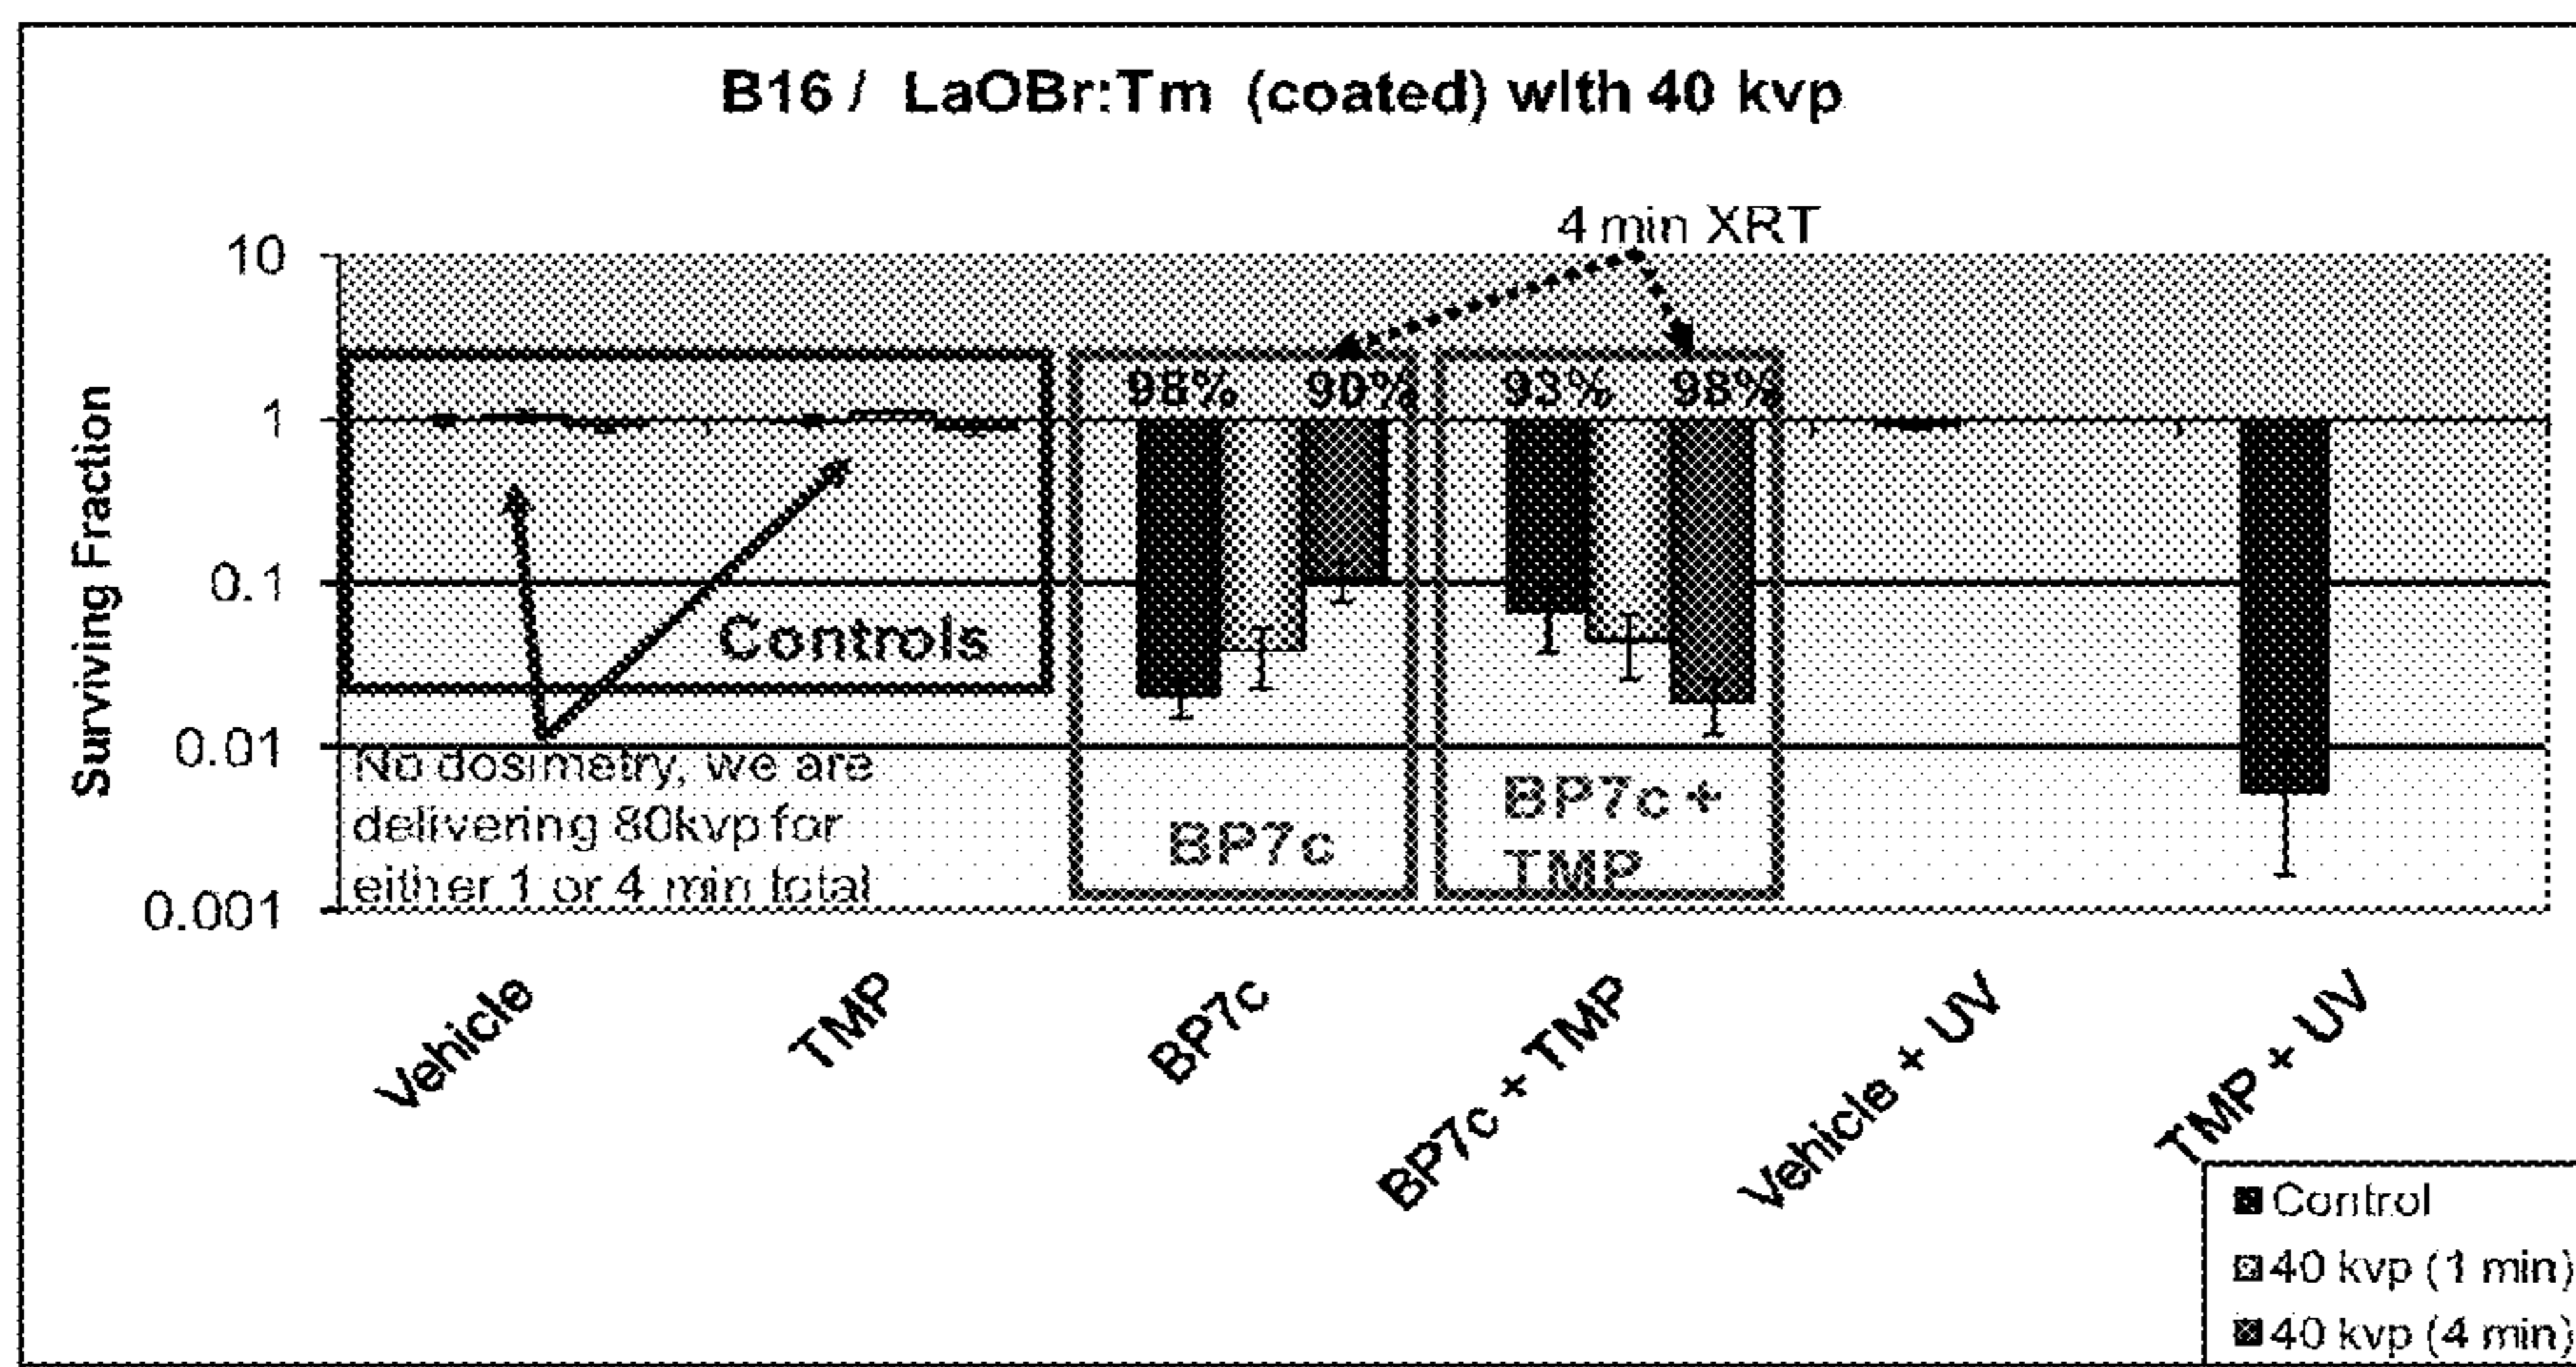 B16 / LaOBr:Tm (coated) with 40 kvp
4 min XRT
10
1
0.1
0.01
0.001
Surviving Fraction
98% 90% 93% 98%
Controls
No dosimetry, we are
delivering 80kvp for
either 1 or 4 min total
BP7c
BP7c +
TMP
Vehicle
TMP
BP7c
BP7c + TMP
Vehicle + UV
TMP + UV
Control
40 kvp (1 min)
40 kvp (4 min)